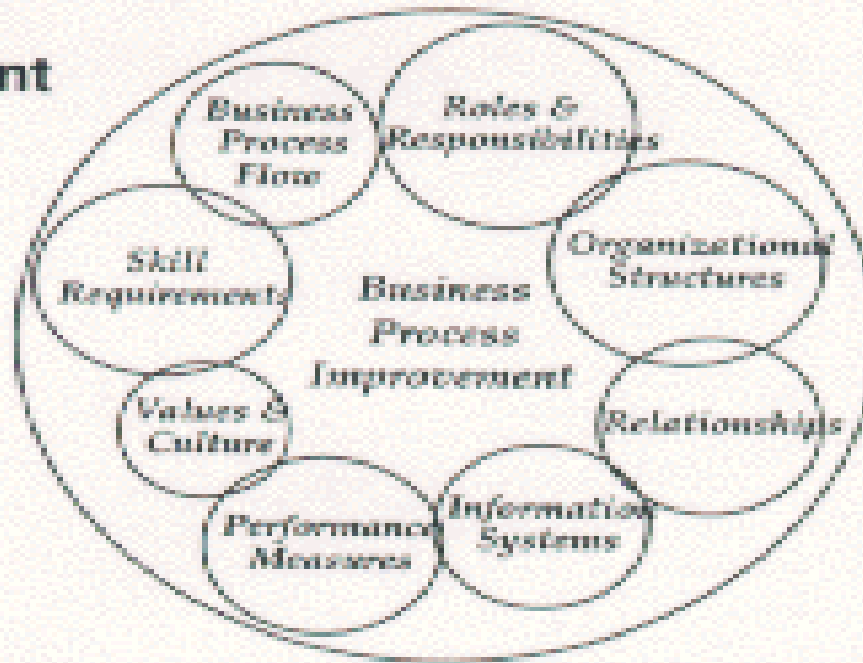 nt
Business
Process
Flow
Roles &
Responsibilities
Organizational
Structures
Relationships
Information
Systems
Performance
Measures
Values &
Culture
Skill
Requirements
Business
Process
Improvement